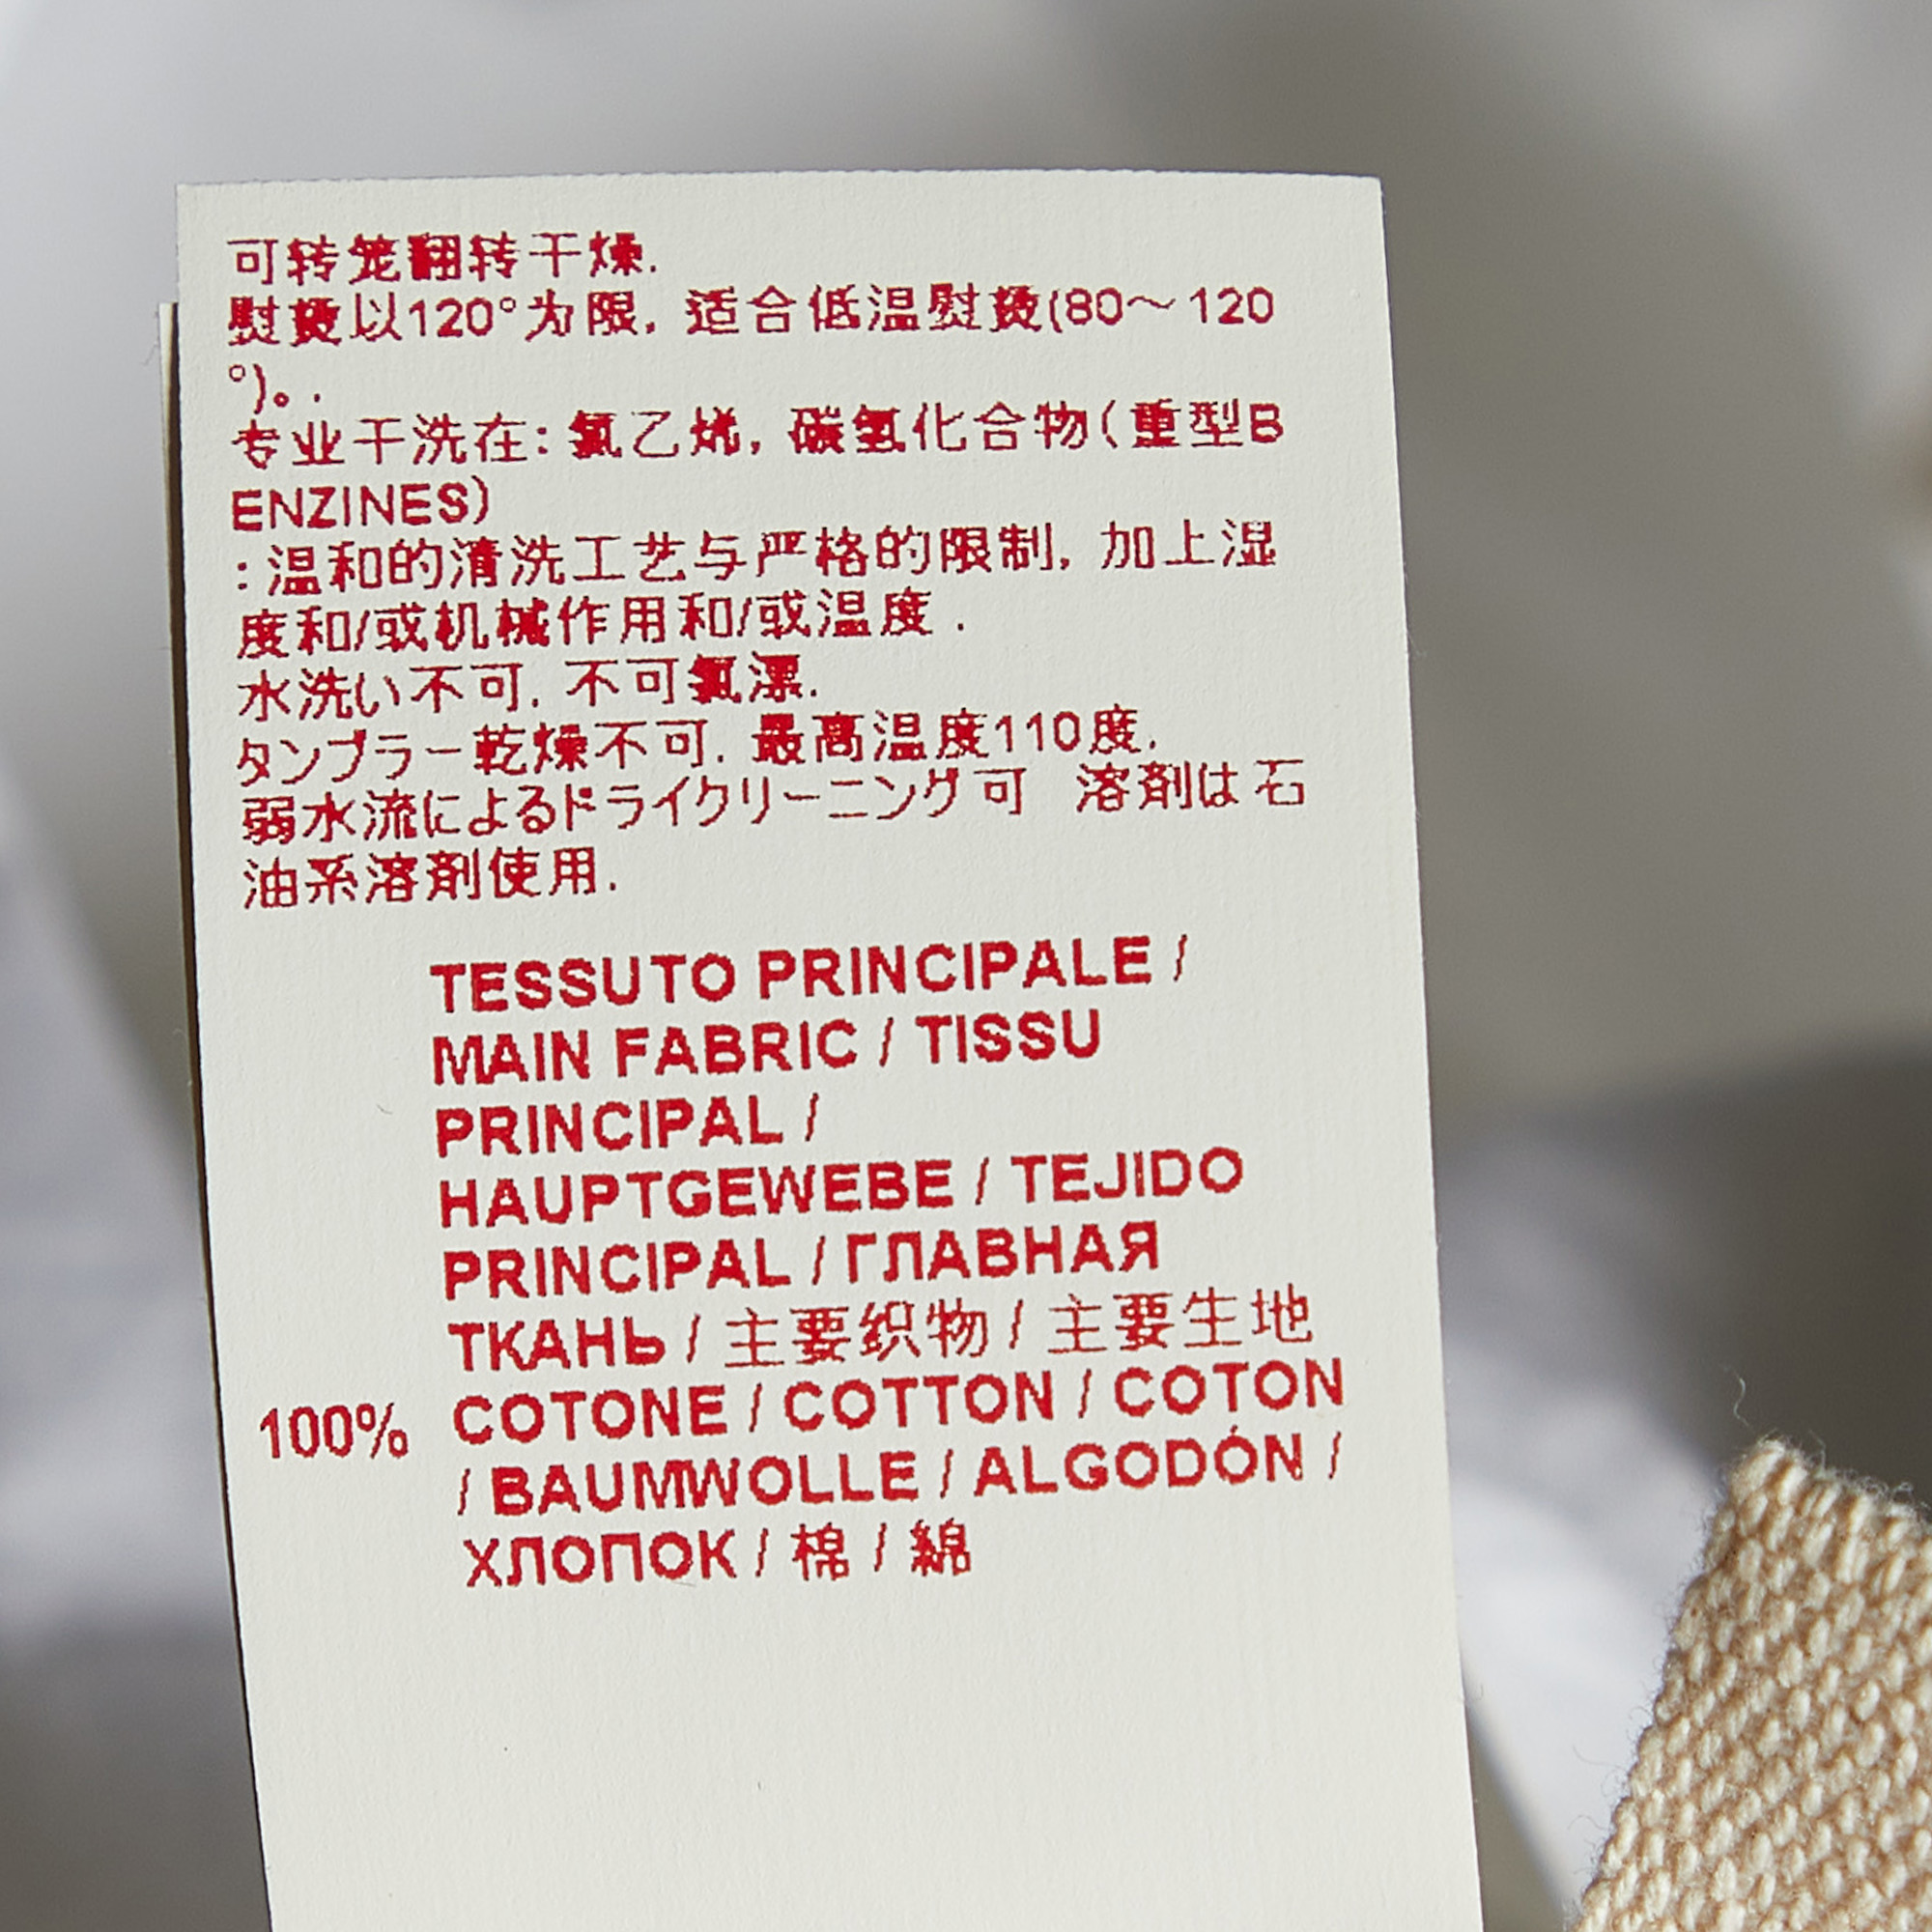 可转笼翻转干燥.
熨烫以120°为限, 适合低温熨烫(80～120
°)。.
专业干洗在: 氯乙烯, 碳氢化合物(重型B
ENZINES)
: 温和的清洗工艺与严格的限制, 加上湿
度和/或机械作用和/或温度 .
水洗い不可. 不可氯漂.
タンブラー乾燥不可. 最高温度110度.
弱水流によるドライクリーニング可 溶剤は石
油系溶剤使用.
TESSUTO PRINCIPALE /
MAIN FABRIC / TISSU
PRINCIPAL /
HAUPTGEWEBE / TEJIDO
PRINCIPAL / ГЛАВНАЯ
ТКАНЬ / 主要织物 / 主要生地
100% COTONE / COTTON / COTON
/ BAUMWOLLE / ALGODÓN /
ХЛОПОК / 棉 / 綿